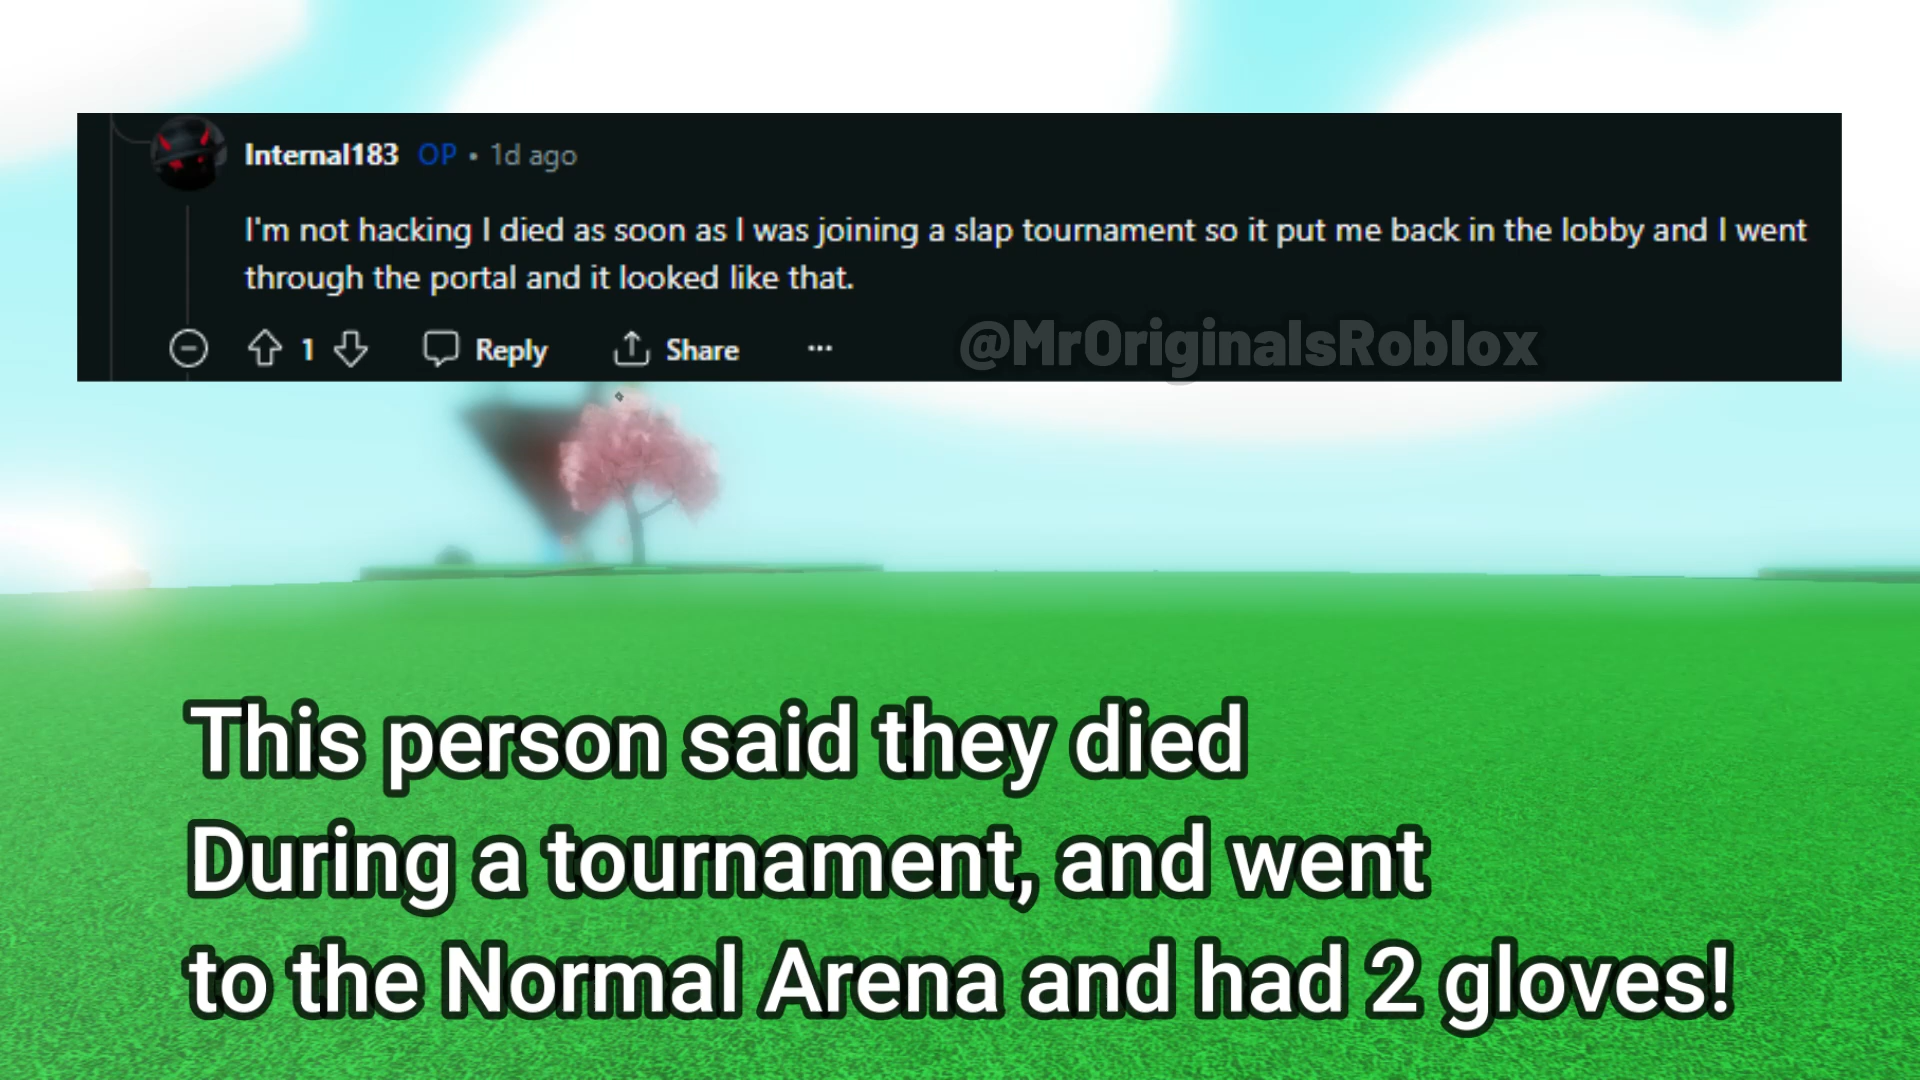 Internal183 OP • 1d ago
I'm not hacking I died as soon as I was joining a slap tournament so it put me back in the lobby and I went
through the portal and it looked like that.
1 Reply Share ···
@MrOriginalsRoblox
This person said they died
During a tournament, and went
to the Normal Arena and had 2 gloves!